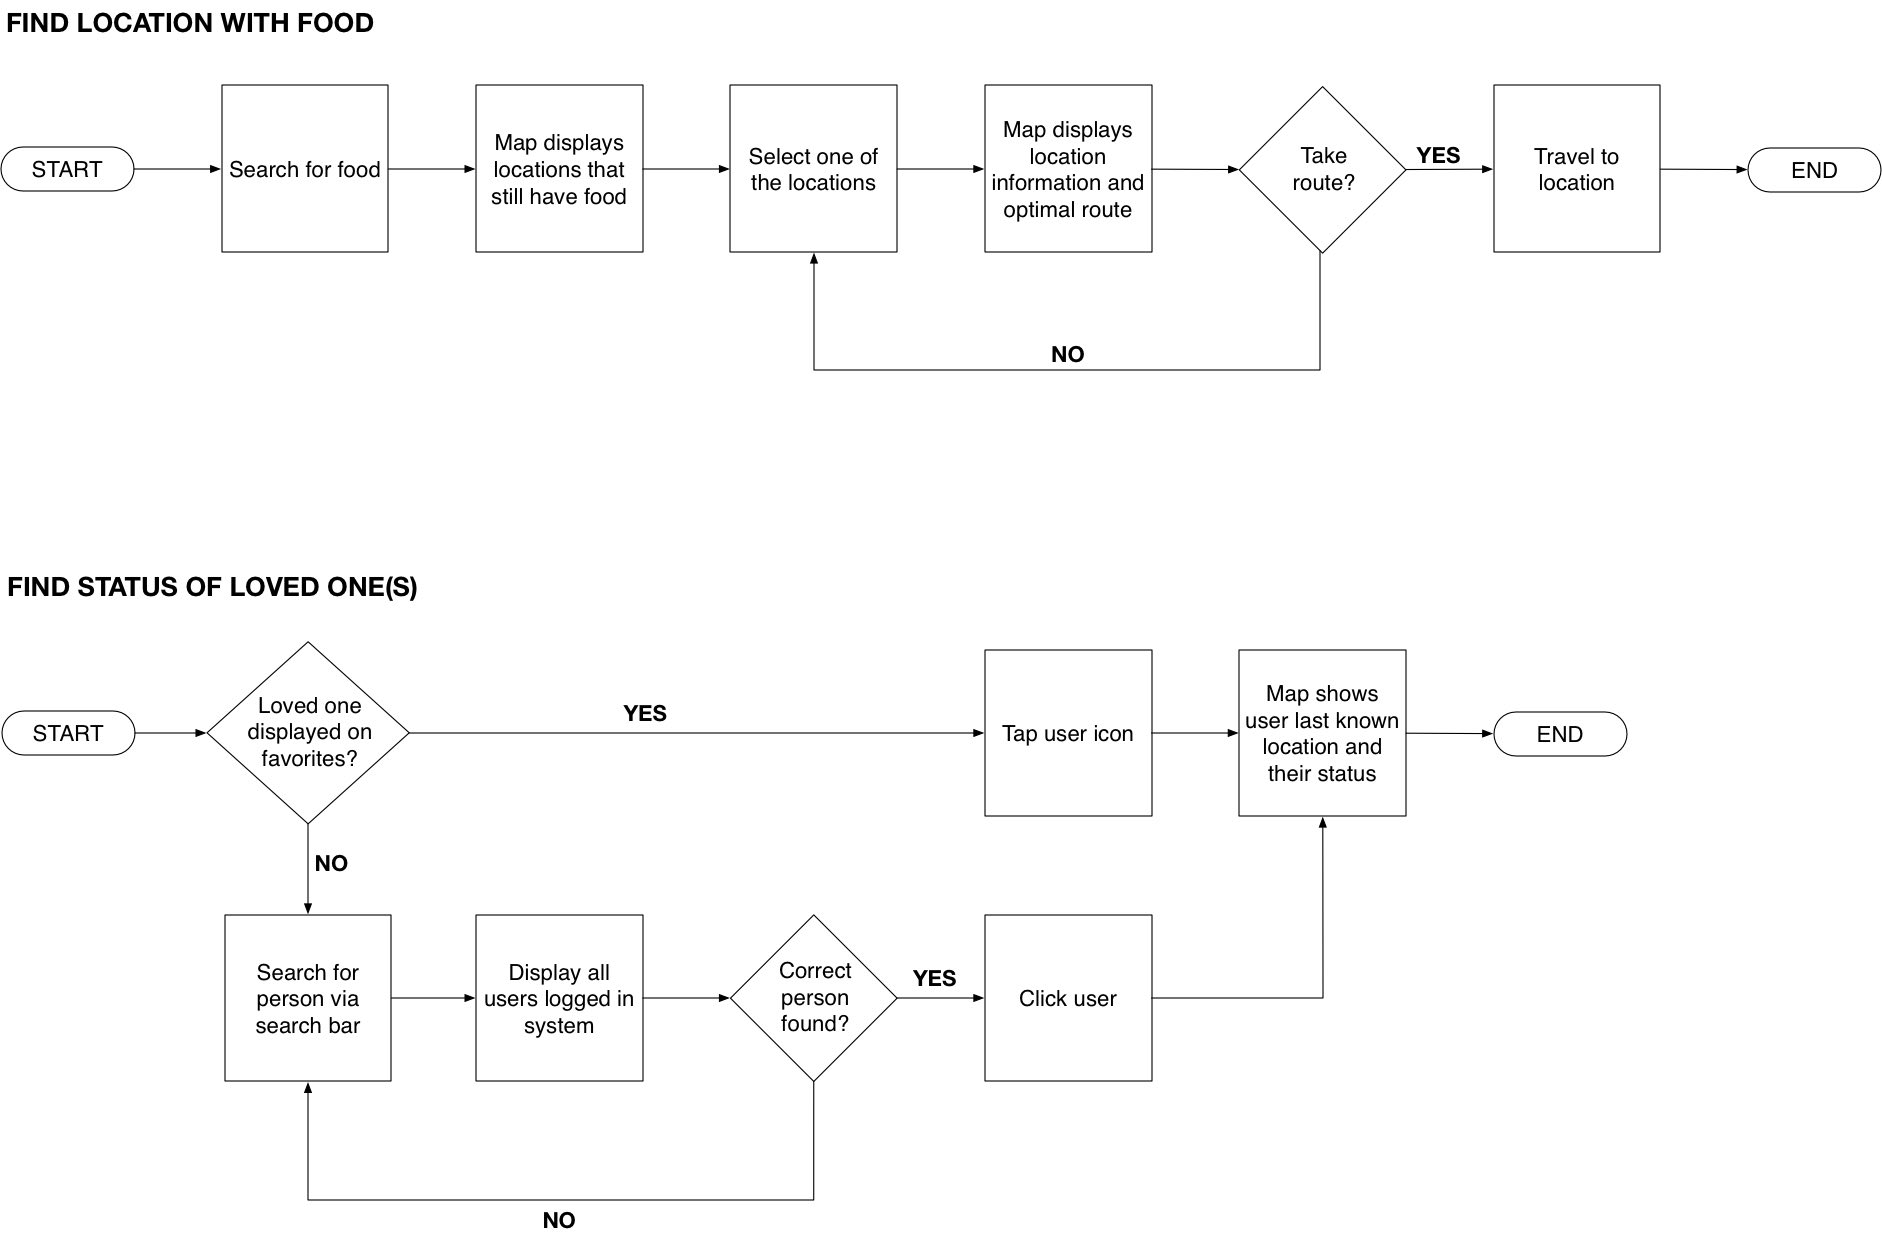 FIND LOCATION WITH FOOD
START
Search for food
Map displays
locations that
still have food
Select one of
the locations
Map displays
location
information and
optimal route
Take
route?
YES
Travel to
location
END
NO
FIND STATUS OF LOVED ONE(S)
START
Loved one
displayed on
favorites?
YES
Tap user icon
Map shows
user last known
location and
their status
END
NO
Search for
person via
search bar
Display all
users logged in
system
Correct
person
found?
YES
Click user
NO